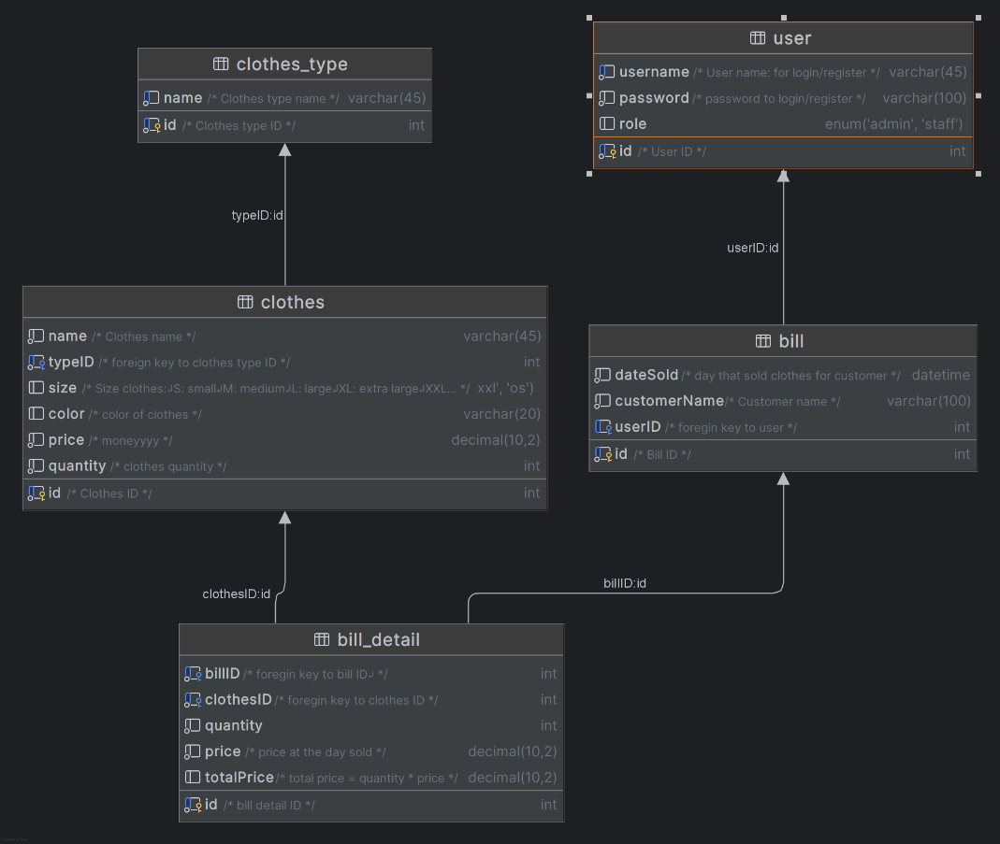 clothes_type
name /* Clothes type name */ varchar(45)
id /* Clothes type ID */ int
user
username /* User name: for login/register */ varchar(45)
password /* password to login/register */ varchar(100)
role enum('admin', 'staff')
id /* User ID */ int
typeID:id
userID:id
clothes
name /* Clothes name */ varchar(45)
typeID /* foreign key to clothes type ID */ int
size /* Size clothes:↲S: small↲M: medium↲L: large↲XL: extra large↲XXL... */ xxl', 'os')
color /* color of clothes */ varchar(20)
price /* moneyyyy */ decimal(10,2)
quantity /* clothes quantity */ int
id /* Clothes ID */ int
bill
dateSold /* day that sold clothes for customer */ datetime
customerName /* Customer name */ varchar(100)
userID /* foregin key to user */ int
id /* Bill ID */ int
clothesID:id
billID:id
bill_detail
billID /* foregin key to bill ID↲ */ int
clothesID /* foregin key to clothes ID */ int
quantity int
price /* price at the day sold */ decimal(10,2)
totalPrice /* total price = quantity * price */ decimal(10,2)
id /* bill detail ID */ int